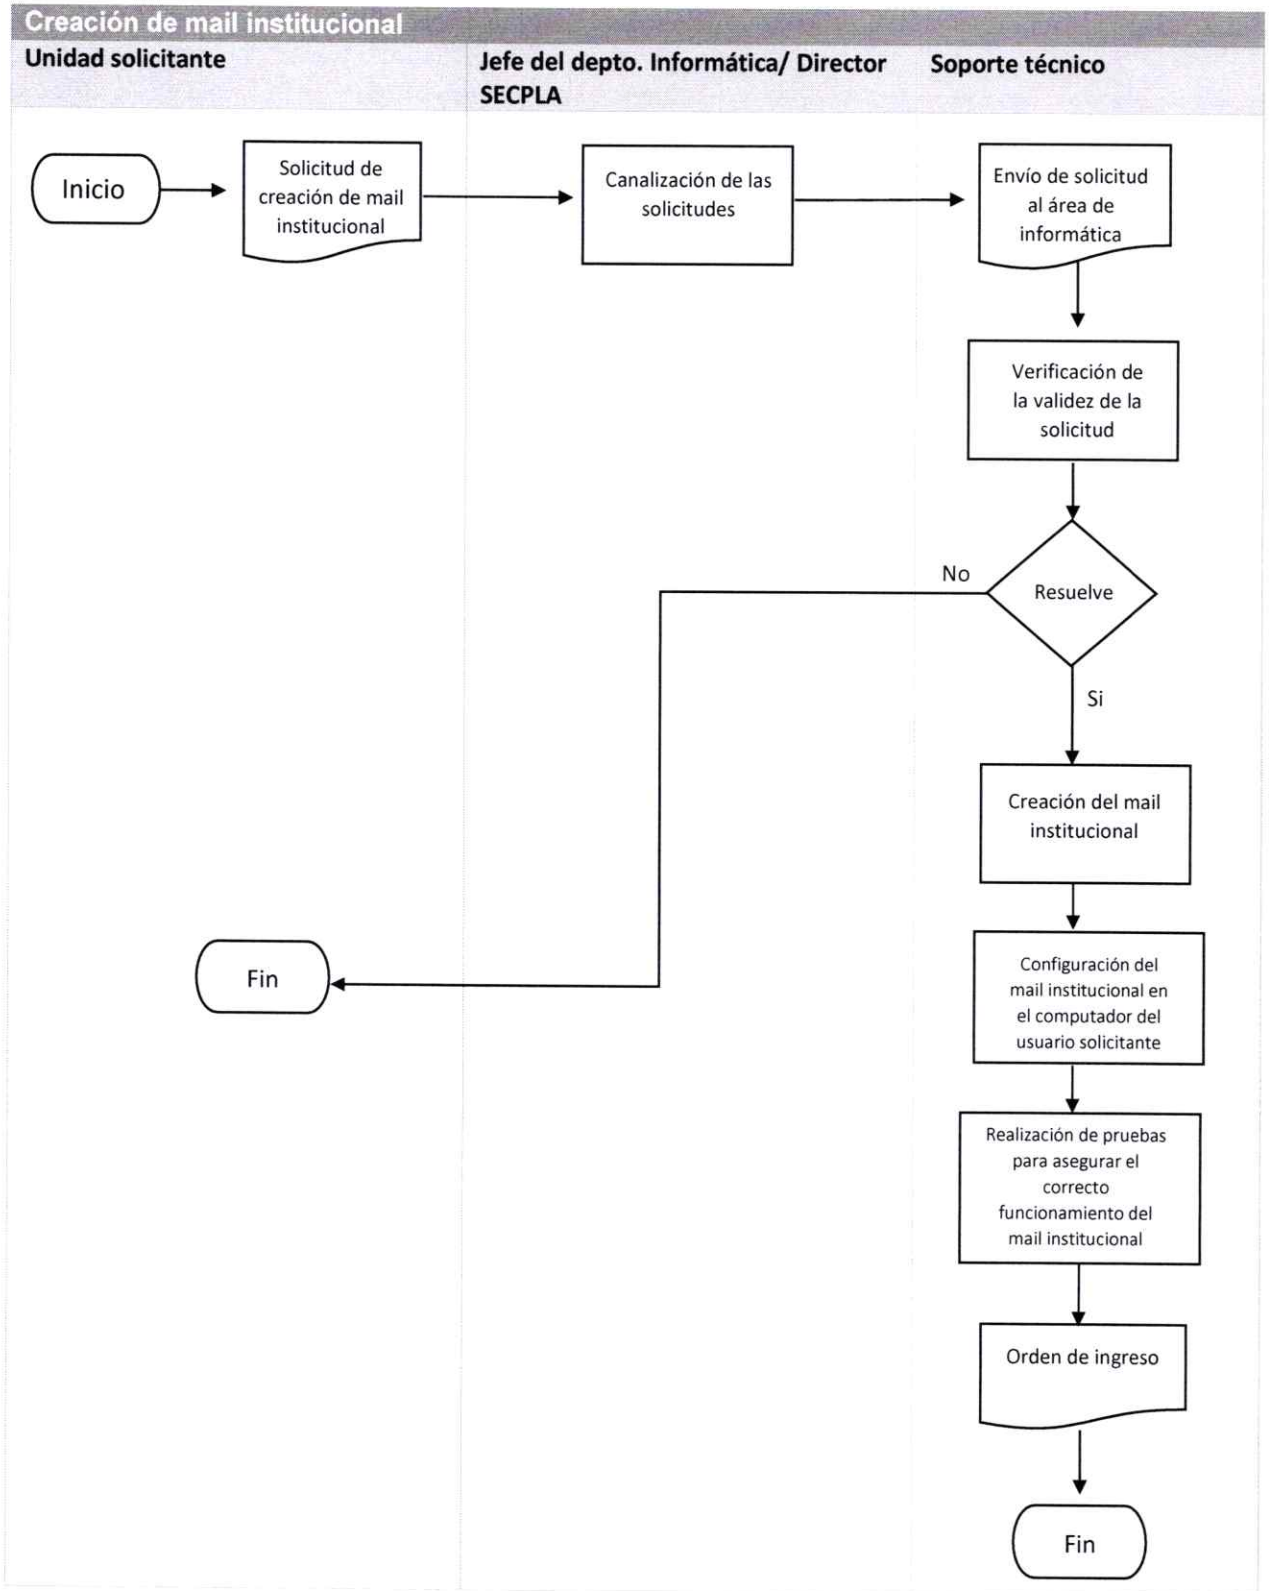 Creación de mail institucional
Unidad solicitante
Jefe del depto. Informática/ Director
SECPLA
Soporte técnico
Inicio
Solicitud de
creación de mail
institucional
Canalización de las
solicitudes
Envío de solicitud
al área de
informática
Verificación de
la validez de la
solicitud
No
Resuelve
Si
Creación del mail
institucional
Fin
Configuración del
mail institucional en
el computador del
usuario solicitante
Realización de pruebas
para asegurar el
correcto
funcionamiento del
mail institucional
Orden de ingreso
Fin